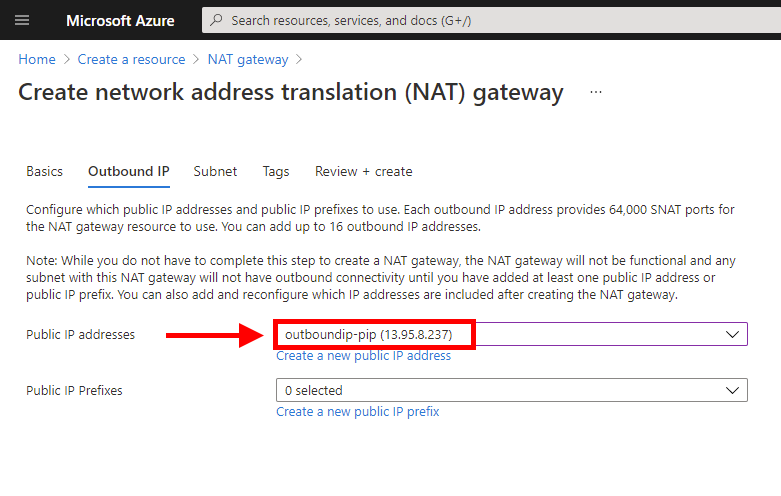 Microsoft Azure
Search resources, services, and docs (G+/)
Home > Create a resource > NAT gateway >
Create network address translation (NAT) gateway ...
Basics Outbound IP Subnet Tags Review + create
Configure which public IP addresses and public IP prefixes to use. Each outbound IP address provides 64,000 SNAT ports for
the NAT gateway resource to use. You can add up to 16 outbound IP addresses.
Note: While you do not have to complete this step to create a NAT gateway, the NAT gateway will not be functional and any
subnet with this NAT gateway will not have outbound connectivity until you have added at least one public IP address or
public IP prefix. You can also add and reconfigure which IP addresses are included after creating the NAT gateway.
Public IP addresses outboundip-pip (13.95.8.237)
Create a new public IP address
Public IP Prefixes 0 selected
Create a new public IP prefix